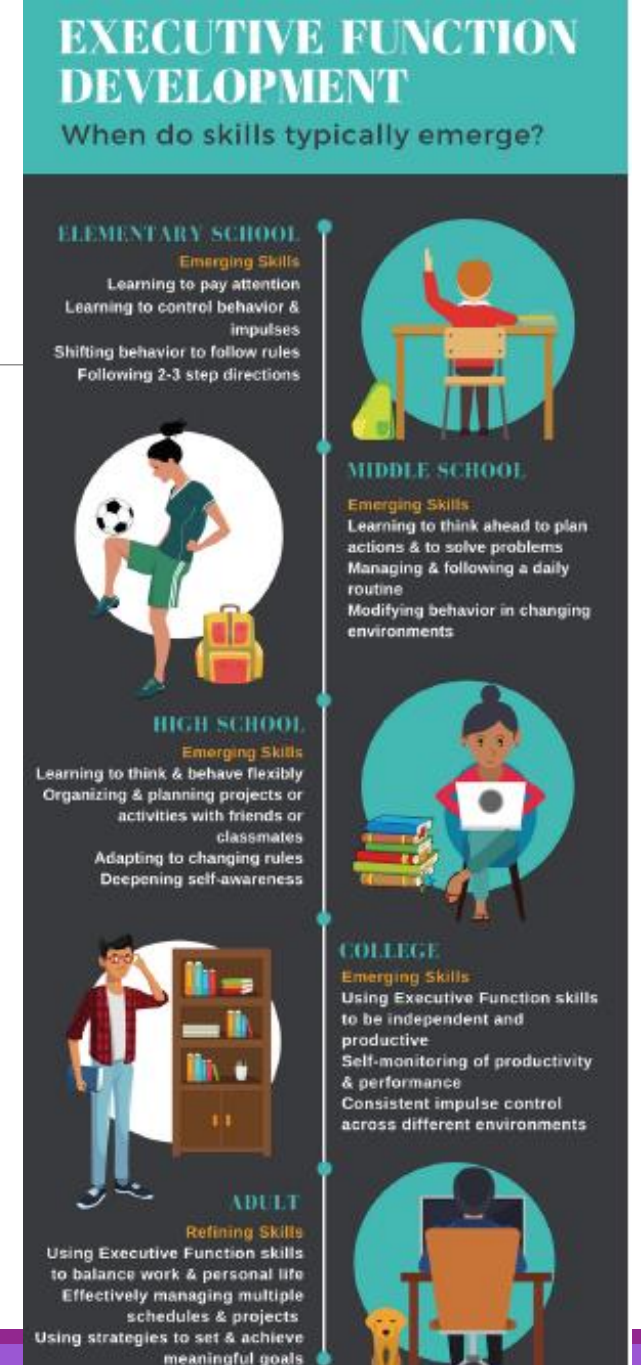 EXECUTIVE FUNCTION
DEVELOPMENT
When do skills typically emerge?
ELEMENTARY SCHOOL
Emerging Skills
Learning to pay attention
Learning to control behavior &
impulses
Shifting behavior to follow rules
Following 2-3 step directions
MIDDLE SCHOOL
Emerging Skills
Learning to think ahead to plan
actions & to solve problems
Managing & following a daily
routine
Modifying behavior in changing
environments
HIGH SCHOOL
Emerging Skills
Learning to think & behave flexibly
Organizing & planning projects or
activities with friends or
classmates
Adapting to changing rules
Deepening self-awareness
COLLEGE
Emerging Skills
Using Executive Function skills
to be independent and
productive
Self-monitoring of productivity
& performance
Consistent impulse control
across different environments
ADULT
Refining Skills
Using Executive Function skills
to balance work & personal life
Effectively managing multiple
schedules & projects
Using strategies to set & achieve
meaningful goals